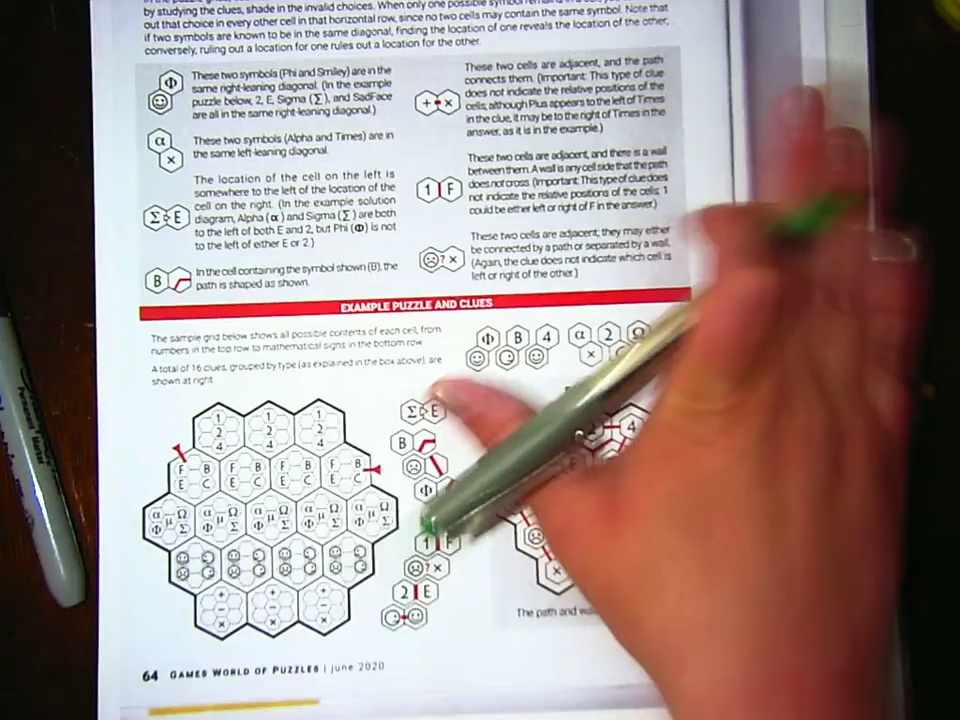 by studying the clues, shade in the invalid choices. When only one possible symbol
out that choice in every other cell in that horizontal row, since no two cells may contain the same symbol. Note that
if two symbols are known to be in the same diagonal, finding the location of one reveals the location of the other;
conversely, ruling out a location for one rules out a location for the other.
Φ
☺
These two symbols (Phi and Smiley) are in the
same right-leaning diagonal. (In the example
puzzle below, 2, E, Sigma (Σ), and SadFace
are all in the same right-leaning diagonal.)
α
×
These two symbols (Alpha and Times) are in
the same left-leaning diagonal.
Σ E
The location of the cell on the left is
somewhere to the left of the location of the
cell on the right. (In the example solution
diagram, Alpha (α) and Sigma (Σ) are both
to the left of both E and 2, but Phi (Φ) is not
to the left of either E or 2.)
B
In the cell containing the symbol shown (B), the
path is shaped as shown.
+ ×
These two cells are adjacent, and the path
connects them. (Important: This type of clue
does not indicate the relative positions of the
cells; although Plus appears to the left of Times
in the clue, it may be to the right of Times in the
answer, as it is in the example.)
1 F
These two cells are adjacent, and there is a wall
between them. A wall is any cell side that the path
does not cross. (Important: This type of clue does
not indicate the relative positions of the cells; 1
could be either left or right of F in the answer.)
☹ ? ×
These two cells are adjacent; they may either
be connected by a path or separated by a wall.
(Again, the clue does not indicate which cell is
left or right of the other.)
EXAMPLE PUZZLE AND CLUES
The sample grid below shows all possible contents of each cell, from
numbers in the top row to mathematical signs in the bottom row.
A total of 16 clues, grouped by type (as explained in the box above), are
shown at right.
Φ B 4 α 2 Ω
×
1 1 1
2 2 2
4 4 4
F B F B F B F B
E C E C E C E C
α Ω α Ω α Ω α Ω α Ω
μ μ μ μ μ
Φ Σ Φ Σ Φ Σ Φ Σ Φ Σ
+ + +
− − −
× × ×
Σ E
B
☹
Φ
1 F
☹ ? ×
2 E
4
☹
×
The path and
64 GAMES WORLD OF PUZZLES | June 2020